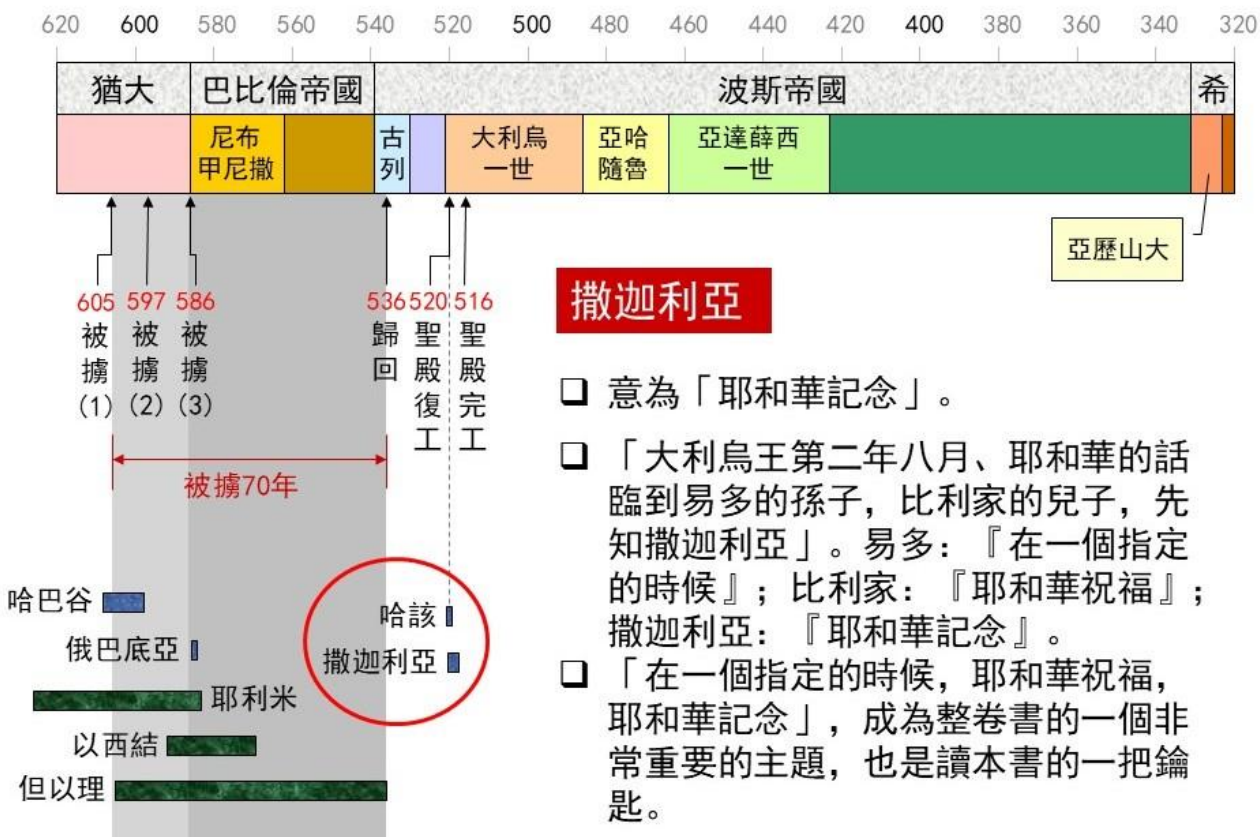 620 600 580 560 540 520 500 480 460 440 420 400 380 360 340 320
猶大 巴比倫帝國 波斯帝國 希
尼布甲尼撒 古列 大利烏一世 亞哈隨魯 亞達薛西一世
亞歷山大
605 597 586 536 520 516
被擄(1)
被擄(2)
被擄(3)
歸回
聖殿復工
聖殿完工
被擄70年
哈巴谷
俄巴底亞
耶利米
以西結
但以理
哈該
撒迦利亞
撒迦利亞
意為「耶和華記念」。
「大利烏王第二年八月、耶和華的話
臨到易多的孫子，比利家的兒子，先
知撒迦利亞」。易多：『在一個指定
的時候』；比利家：『耶和華祝福』；
撒迦利亞：『耶和華記念』。
「在一個指定的時候，耶和華祝福，
耶和華記念」，成為整卷書的一個非
常重要的主題，也是讀本書的一把鑰
匙。